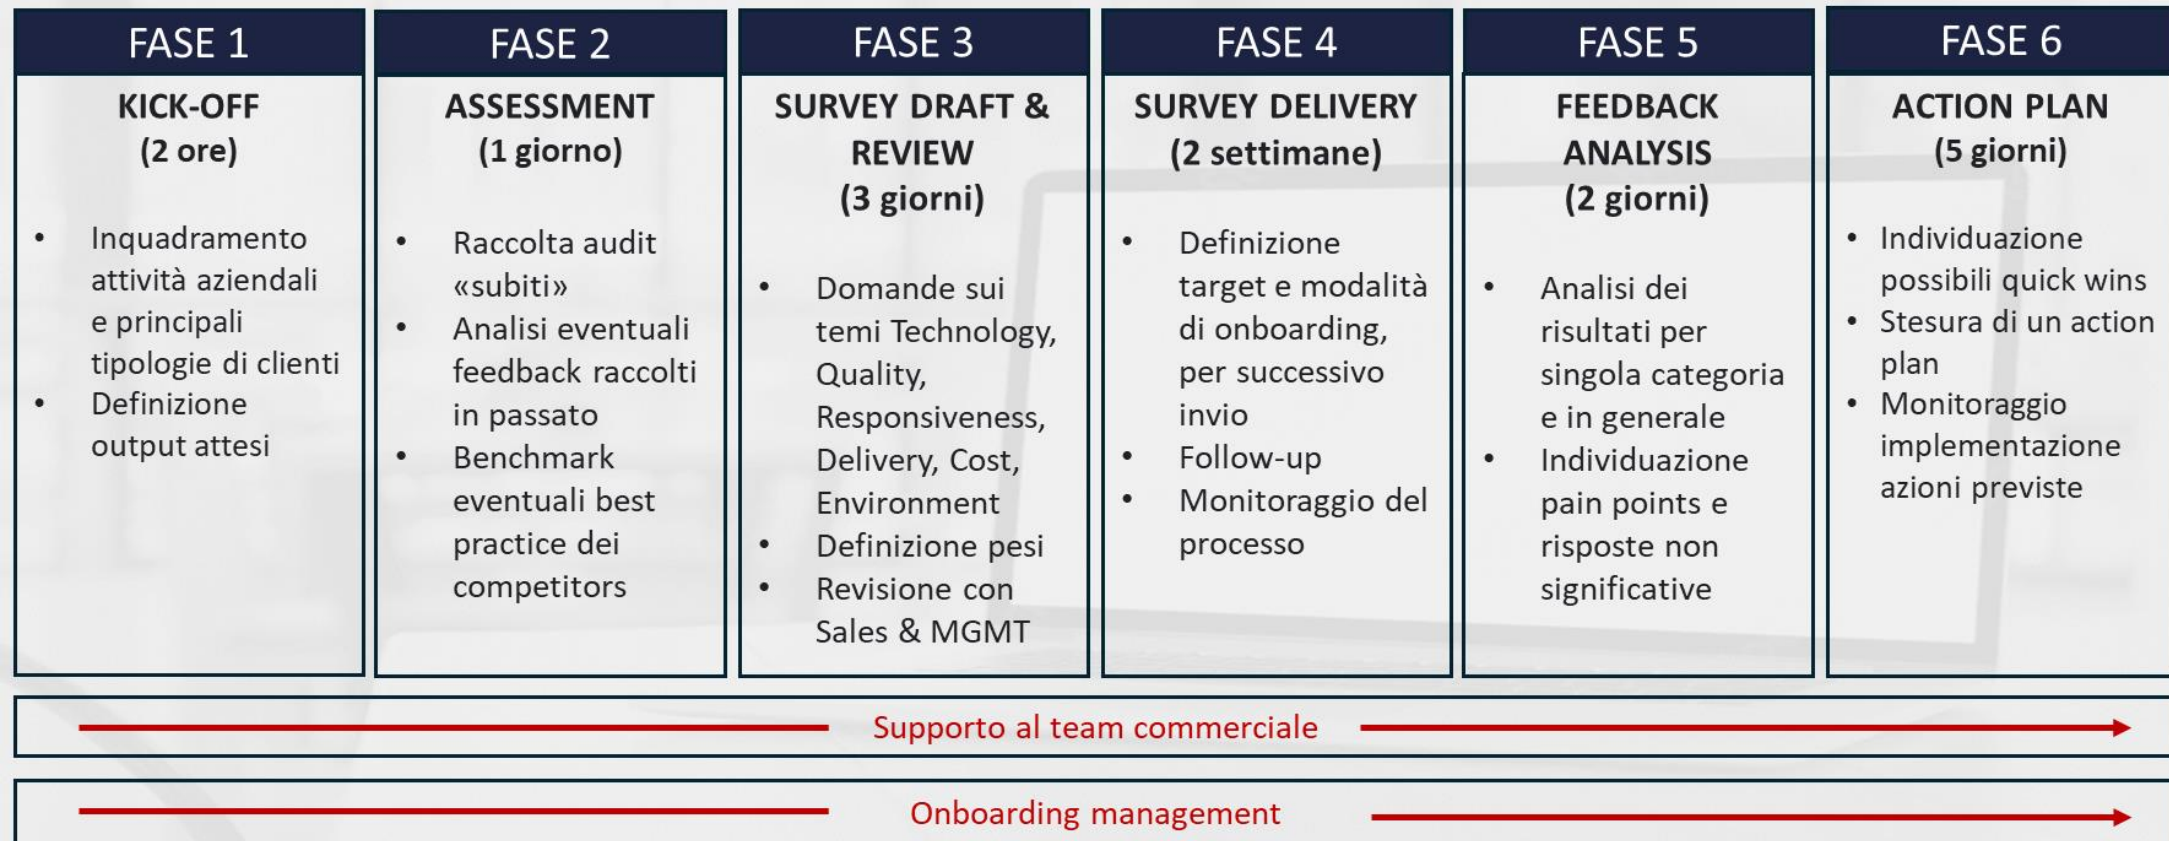 FASE 1
KICK-OFF
(2 ore)
• Inquadramento
attività aziendali
e principali
tipologie di clienti
• Definizione
output attesi
FASE 2
ASSESSMENT
(1 giorno)
• Raccolta audit
«subiti»
• Analisi eventuali
feedback raccolti
in passato
• Benchmark
eventuali best
practice dei
competitors
FASE 3
SURVEY DRAFT &
REVIEW
(3 giorni)
• Domande sui
temi Technology,
Quality,
Responsiveness,
Delivery, Cost,
Environment
• Definizione pesi
• Revisione con
Sales & MGMT
FASE 4
SURVEY DELIVERY
(2 settimane)
• Definizione
target e modalità
di onboarding,
per successivo
invio
• Follow-up
• Monitoraggio del
processo
FASE 5
FEEDBACK
ANALYSIS
(2 giorni)
• Analisi dei
risultati per
singola categoria
e in generale
• Individuazione
pain points e
risposte non
significative
FASE 6
ACTION PLAN
(5 giorni)
• Individuazione
possibili quick wins
• Stesura di un action
plan
• Monitoraggio
implementazione
azioni previste
Supporto al team commerciale
Onboarding management